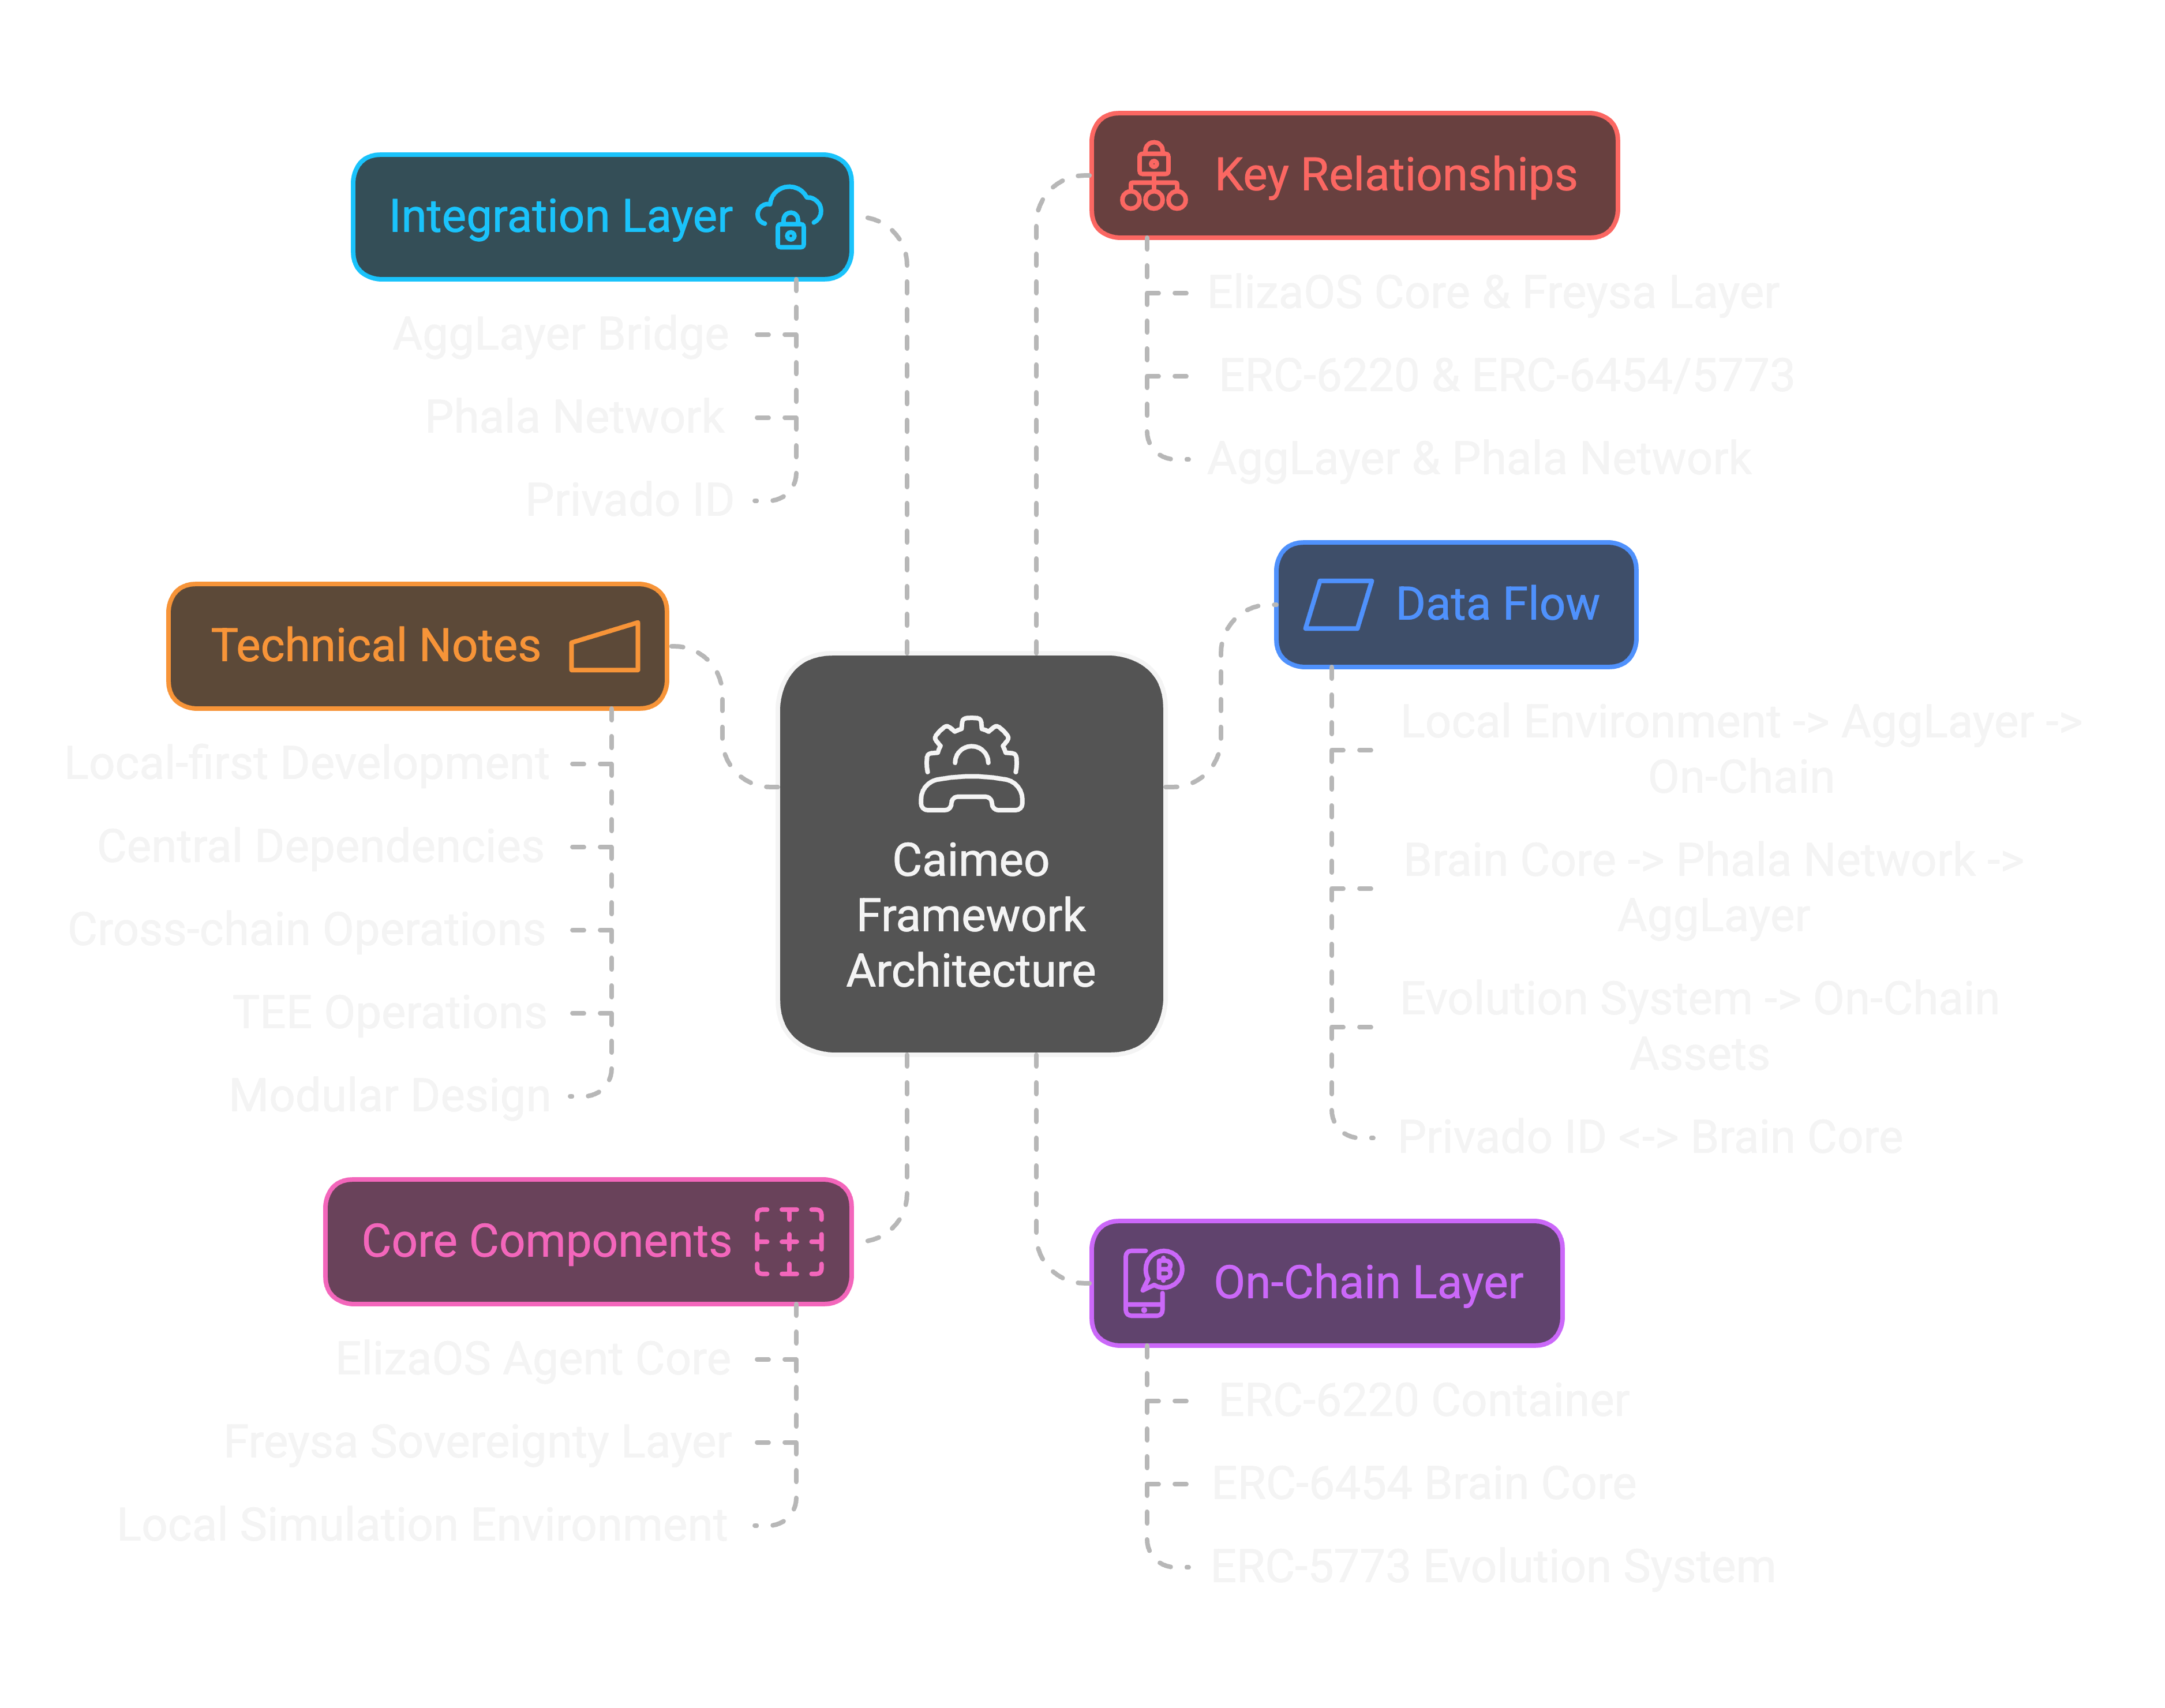 Integration Layer
AggLayer Bridge
Phala Network
Privado ID
Key Relationships
ElizaOS Core & Freysa Layer
ERC-6220 & ERC-6454/5773
AggLayer & Phala Network
Technical Notes
Local-first Development
Central Dependencies
Cross-chain Operations
TEE Operations
Modular Design
Caimeo
Framework
Architecture
Data Flow
Local Environment -> AggLayer ->
On-Chain
Brain Core -> Phala Network ->
AggLayer
Evolution System -> On-Chain
Assets
Privado ID <-> Brain Core
Core Components
ElizaOS Agent Core
Freysa Sovereignty Layer
Local Simulation Environment
On-Chain Layer
ERC-6220 Container
ERC-6454 Brain Core
ERC-5773 Evolution System